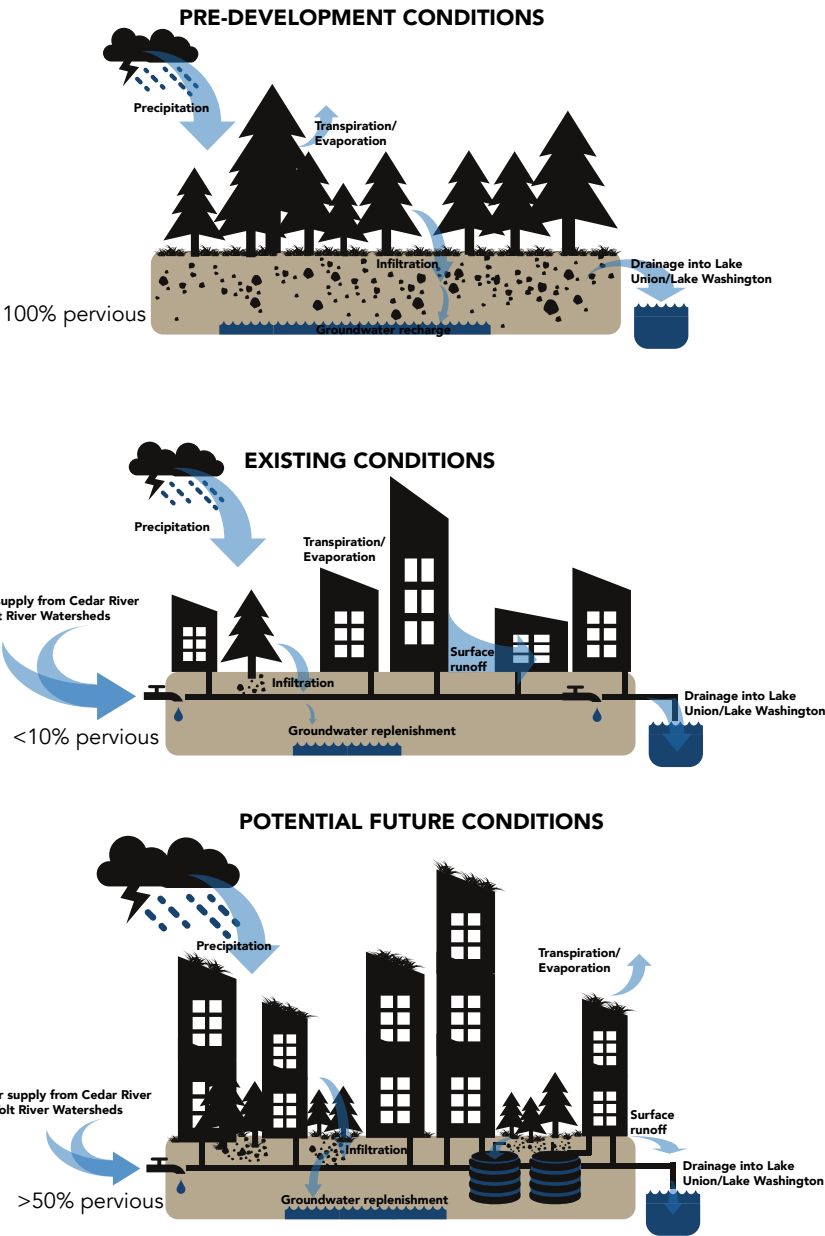 PRE-DEVELOPMENT CONDITIONS
Precipitation
Transpiration/
Evaporation
Infiltration
Drainage into Lake
Union/Lake Washington
100% pervious
Groundwater recharge
EXISTING CONDITIONS
Precipitation
Transpiration/
Evaporation
supply from Cedar River
River Watersheds
Surface
runoff
Infiltration
Drainage into Lake
Union/Lake Washington
<10% pervious
Groundwater replenishment
POTENTIAL FUTURE CONDITIONS
Precipitation
Transpiration/
Evaporation
supply from Cedar River
River Watersheds
Surface
runoff
Infiltration
Drainage into Lake
Union/Lake Washington
>50% pervious
Groundwater replenishment